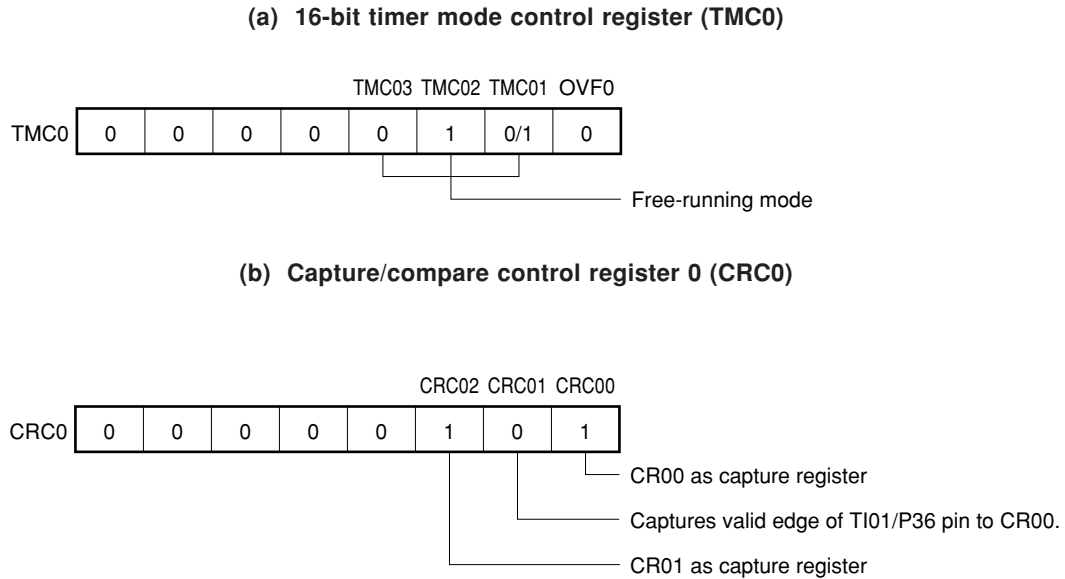 (a) 16-bit timer mode control register (TMC0)
TMC03 TMC02 TMC01 OVF0
TMC0 0 0 0 0 0 1 0/1 0
Free-running mode
(b) Capture/compare control register 0 (CRC0)
CRC02 CRC01 CRC00
CRC0 0 0 0 0 0 1 0 1
CR00 as capture register
Captures valid edge of TI01/P36 pin to CR00.
CR01 as capture register